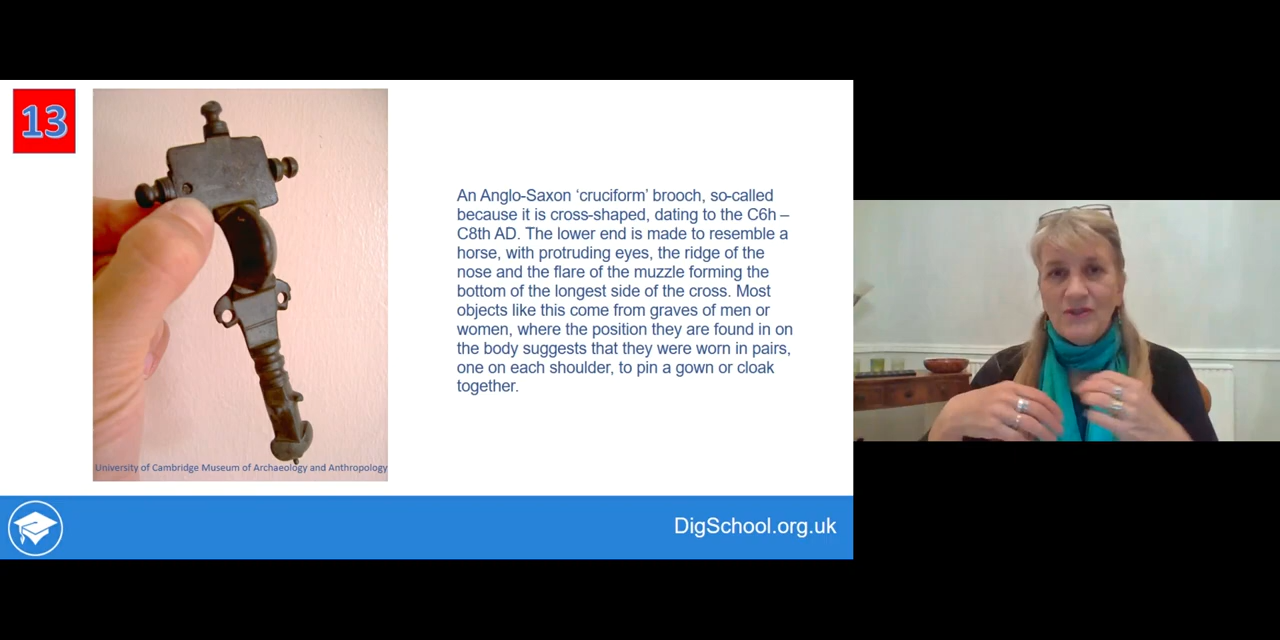 13
An Anglo-Saxon ‘cruciform’ brooch, so-called
because it is cross-shaped, dating to the C6h –
C8th AD. The lower end is made to resemble a
horse, with protruding eyes, the ridge of the
nose and the flare of the muzzle forming the
bottom of the longest side of the cross. Most
objects like this come from graves of men or
women, where the position they are found in on
the body suggests that they were worn in pairs,
one on each shoulder, to pin a gown or cloak
together.
University of Cambridge Museum of Archaeology and Anthropology
DigSchool.org.uk